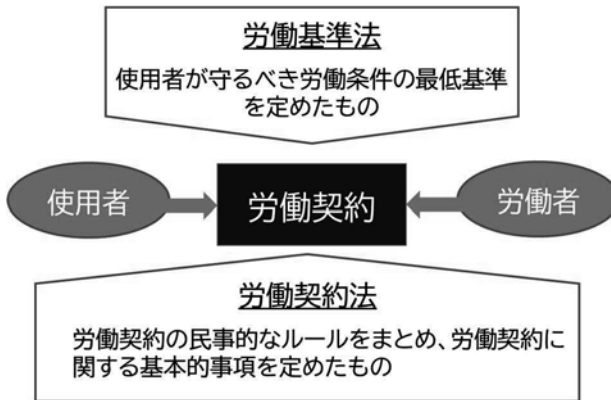 労働基準法
使用者が守るべき労働条件の最低基準
を定めたもの
使用者
労働契約
労働者
労働契約法
労働契約の民事的なルールをまとめ、労働契約に
関する基本的事項を定めたもの